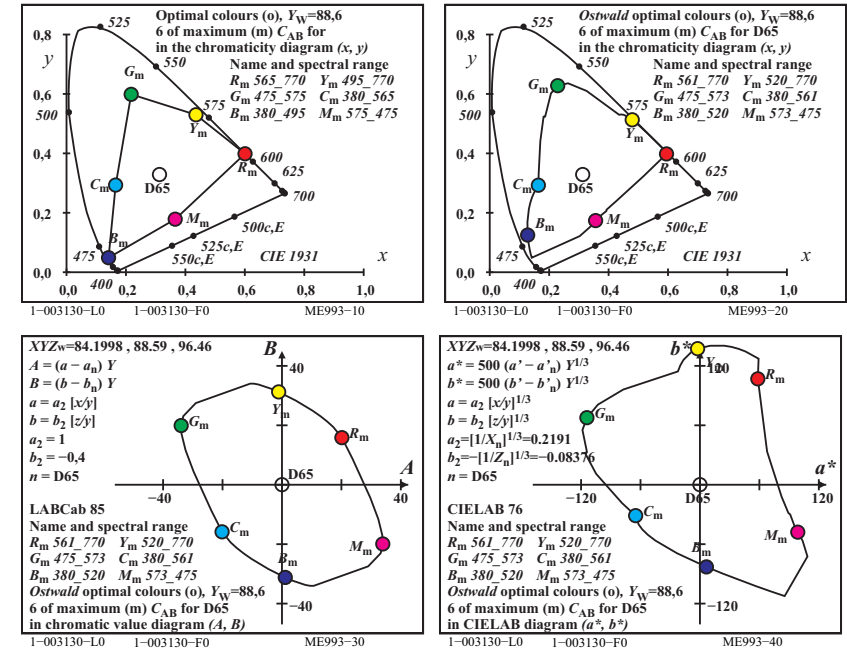 Optimal colours (o), YW=88,6
6 of maximum (m) CAB for
in the chromaticity diagram (x, y)
Name and spectral range
Rm 565_770 Ym 495_770
Gm 475_575 Cm 380_565
Bm 380_495 Mm 575_475
525
550
575
600
625
700
500
475
400
500c,E
525c,E
550c,E
0,8
0,6
0,4
0,2
0,0
y
0,0 0,2 0,4 0,6 0,8 1,0
x
Gm
Ym
Rm
Cm
D65
Mm
Bm
CIE 1931
1-003130-L0 1-003130-F0 ME993-10
Ostwald optimal colours (o), YW=88,6
6 of maximum (m) CAB for D65
in the chromaticity diagram (x, y)
Name and spectral range
Rm 561_770 Ym 520_770
Gm 475_573 Cm 380_561
Bm 380_520 Mm 573_475
525
550
575
600
625
700
500
475
400
500c,E
525c,E
550c,E
0,8
0,6
0,4
0,2
0,0
y
0,0 0,2 0,4 0,6 0,8 1,0
x
Gm
Ym
Rm
Cm
D65
Mm
Bm
CIE 1931
1-003130-L0 1-003130-F0 ME993-20
XYZw=84.1998 , 88.59 , 96.46
A = (a − an) Y
B = (b − bn) Y
a = a2 [x/y]
b = b2 [z/y]
a2 = 1
b2 = −0,4
n = D65
B
40
Ym
Gm
Rm
D65
A
−40
40
Cm
Mm
Bm
−40
LABCab 85
Name and spectral range
Rm 561_770 Ym 520_770
Gm 475_573 Cm 380_561
Bm 380_520 Mm 573_475
Ostwald optimal colours (o), YW=88,6
6 of maximum (m) CAB for D65
in chromatic value diagram (A, B)
1-003130-L0 1-003130-F0 ME993-30
XYZw=84.1998 , 88.59 , 96.46
a* = 500 (a’ − a’n) Y1/3
b* = 500 (b’ − b’n) Y1/3
a = a2 [x/y]1/3
b = b2 [z/y]1/3
a2=[1/Xn]1/3=0.2191
b2=−[1/Zn]1/3=−0.08376
n = D65
b*
Ym
120
Rm
Gm
D65
a*
−120
120
Cm
Mm
Bm
−120
CIELAB 76
Name and spectral range
Rm 561_770 Ym 520_770
Gm 475_573 Cm 380_561
Bm 380_520 Mm 573_475
Ostwald optimal colours (o), YW=88,6
6 of maximum (m) CAB for D65
in CIELAB diagram (a*, b*)
1-003130-L0 1-003130-F0 ME993-40